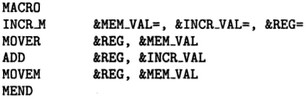 MACRO
INCR_M &MEM_VAL=, &INCR_VAL=, &REG=
MOVER &REG, &MEM_VAL
ADD &REG, &INCR_VAL
MOVEM &REG, &MEM_VAL
MEND